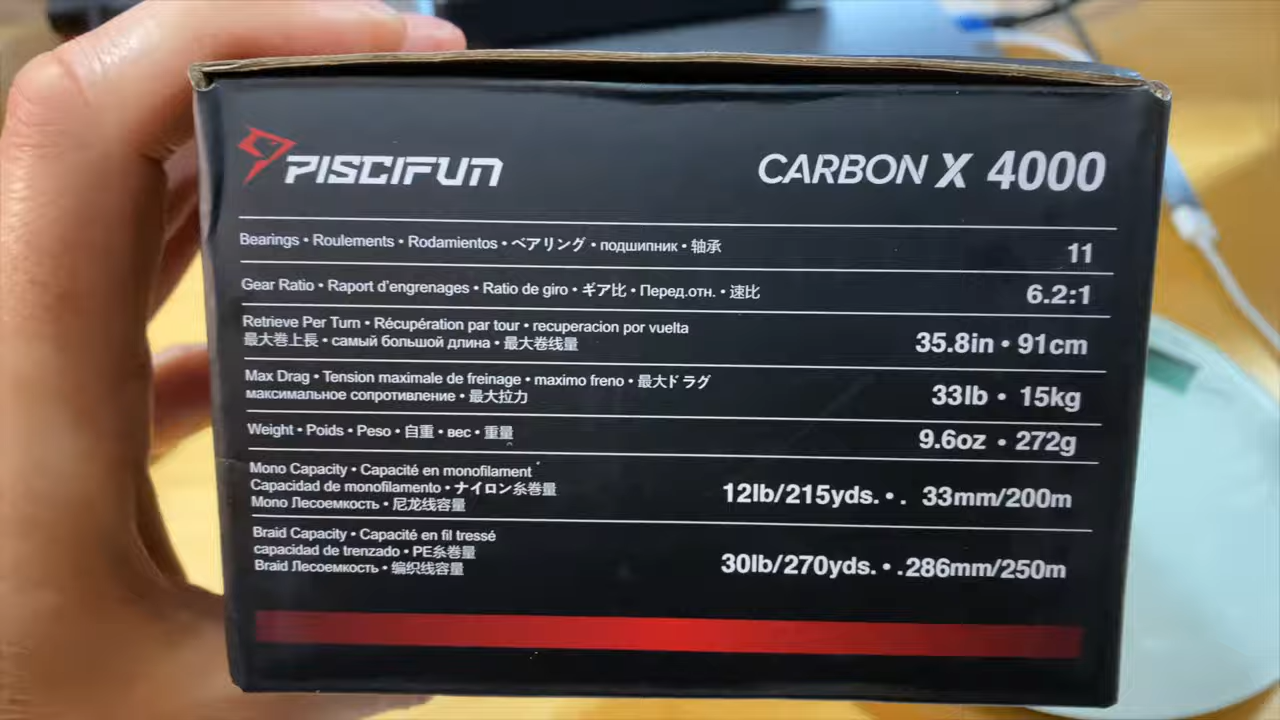 PISCIFUN
CARBON X 4000
Bearings • Roulements • Rodamientos • ベアリング • подшипник • 轴承
11
Gear Ratio • Raport d'engrenages • Ratio de giro • ギア比 • Перед.отн. • 速比
6.2:1
Retrieve Per Turn • Récupération par tour • recuperacion por vuelta
最大巻上長 • самый большой длина • 最大卷线量
35.8in • 91cm
Max Drag • Tension maximale de freinage • maximo freno • 最大ドラグ
максимальное сопротивление • 最大拉力
33lb • 15kg
Weight • Poids • Peso • 自重 • вес • 重量
9.6oz • 272g
Mono Capacity • Capacité en monofilament
Capacidad de monofilamento • ナイロン糸巻量
Mono Лесоемкость • 尼龙线容量
12lb/215yds. • . 33mm/200m
Braid Capacity • Capacité en fil tressé
capacidad de trenzado • PE糸巻量
Braid Лесоемкость • 编织线容量
30lb/270yds. • .286mm/250m